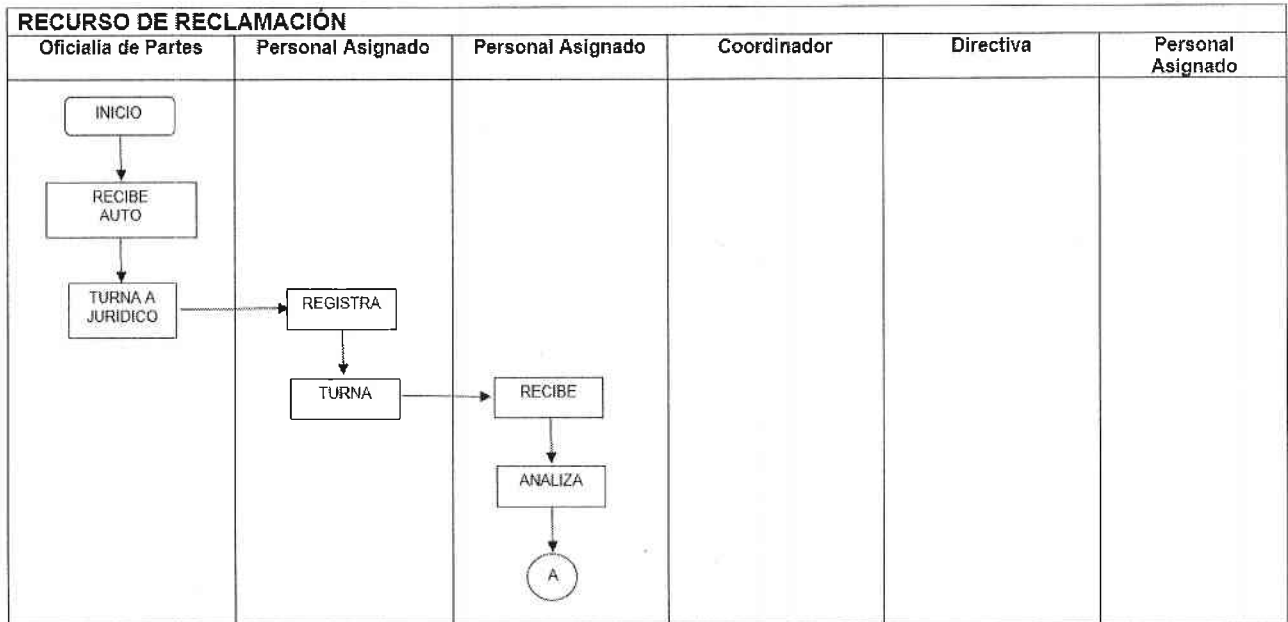 RECURSO DE RECLAMACIÓN
Oficialía de Partes
Personal Asignado
Personal Asignado
Coordinador
Directiva
Personal
Asignado
INICIO
RECIBE
AUTO
TURNA A
JURIDICO
REGISTRA
TURNA
RECIBE
ANALIZA
A